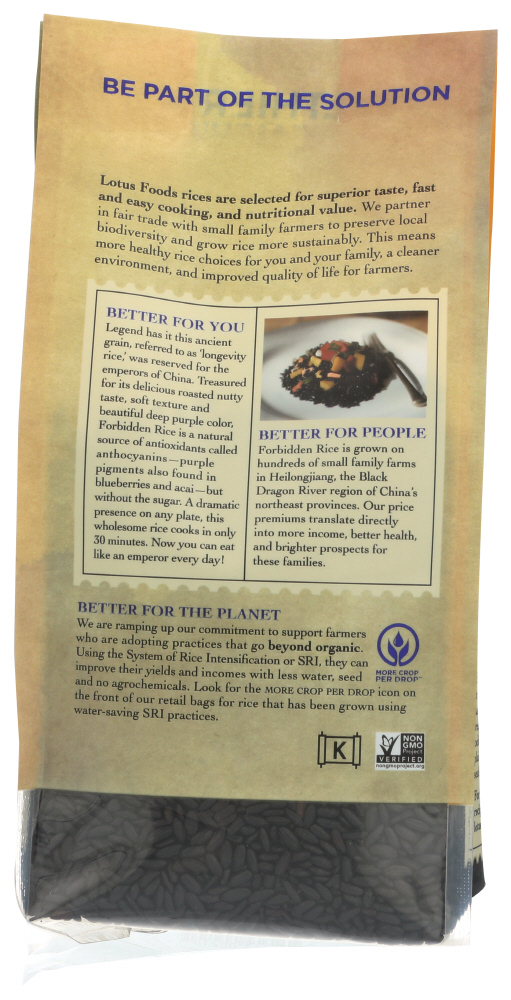 BE PART OF THE SOLUTION
Lotus Foods rices are selected for superior taste, fast
and easy cooking, and nutritional value. We partner
in fair trade with small family farmers to preserve local
biodiversity and grow rice more sustainably. This means
more healthy rice choices for you and your family, a cleaner
environment, and improved quality of life for farmers.
BETTER FOR YOU
Legend has it this ancient
grain, referred to as 'longevity
rice,' was reserved for the
emperors of China. Treasured
for its delicious roasted nutty
taste, soft texture and
beautiful deep purple color,
Forbidden Rice is a natural
source of antioxidants called
anthocyanins—purple
pigments also found in
blueberries and acai—but
without the sugar. A dramatic
presence on any plate, this
wholesome rice cooks in only
30 minutes. Now you can eat
like an emperor every day!
BETTER FOR PEOPLE
Forbidden Rice is grown on
hundreds of small family farms
in Heilongjiang, the Black
Dragon River region of China's
northeast provinces. Our price
premiums translate directly
into more income, better health,
and brighter prospects for
these families.
BETTER FOR THE PLANET
We are ramping up our commitment to support farmers
who are adopting practices that go beyond organic.
Using the System of Rice Intensification or SRI, they can
improve their yields and incomes with less water, seed
and no agrochemicals. Look for the MORE CROP PER DROP icon on
the front of our retail bags for rice that has been grown using
water-saving SRI practices.
MORE CROP
PER DROP™
K
NON
GMO
Project
VERIFIED
nongmoproject.org